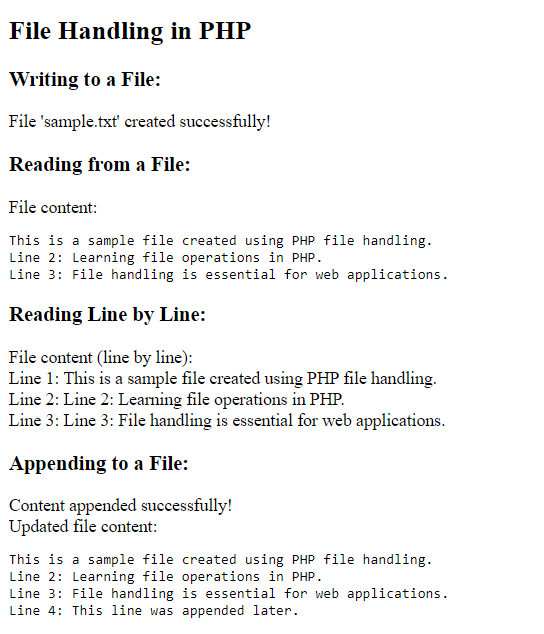 File Handling in PHP
Writing to a File:
File 'sample.txt' created successfully!
Reading from a File:
File content:
This is a sample file created using PHP file handling.
Line 2: Learning file operations in PHP.
Line 3: File handling is essential for web applications.
Reading Line by Line:
File content (line by line):
Line 1: This is a sample file created using PHP file handling.
Line 2: Line 2: Learning file operations in PHP.
Line 3: Line 3: File handling is essential for web applications.
Appending to a File:
Content appended successfully!
Updated file content:
This is a sample file created using PHP file handling.
Line 2: Learning file operations in PHP.
Line 3: File handling is essential for web applications.
Line 4: This line was appended later.